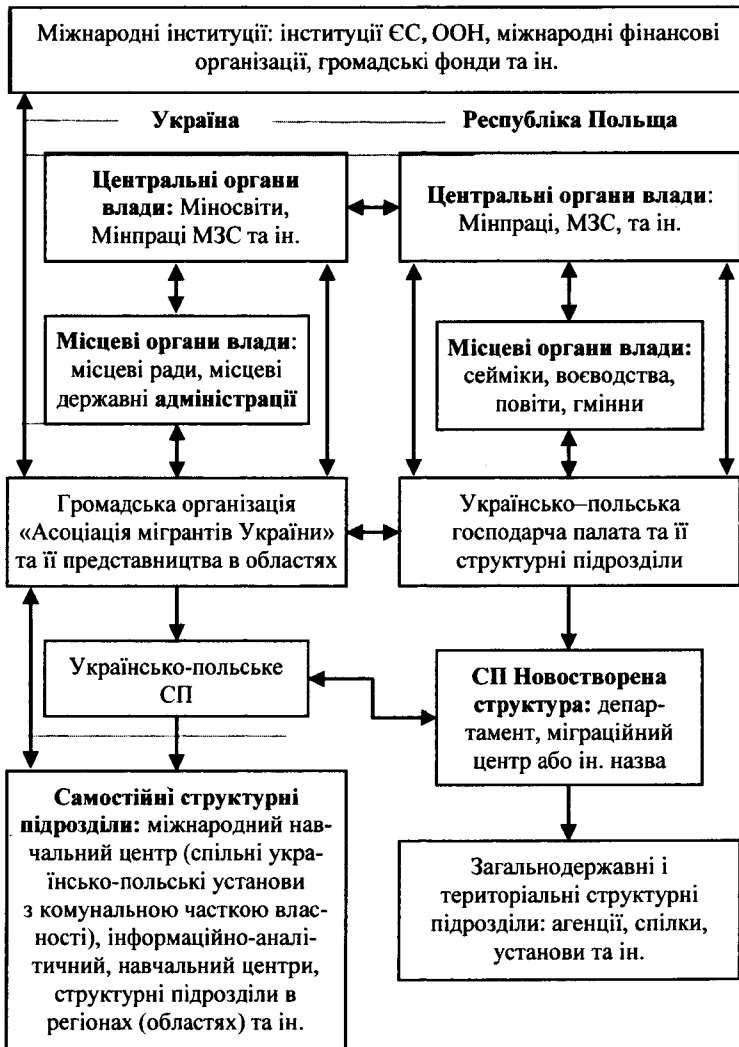 Міжнародні інституції: інституції ЄС, ООН, міжнародні фінансові
організації, громадські фонди та ін.
Україна
Республіка Польща
Центральні органи
влади: Міносвіти,
Мінпраці МЗС та ін.
Центральні органи влади:
Мінпраці, МЗС, та ін.
Місцеві органи влади:
місцеві ради, місцеві
державні адміністрації
Місцеві органи влади:
сейміки, воєводства,
повіти, гмінни
Громадська організація
«Асоціація мігрантів України»
та її представництва в областях
Українсько–польська
господарча палата та її
структурні підрозділи
Українсько-польське
СП
СП Новостворена
структура: депар-
тамент, міграційний
центр або ін. назва
Самостійні структурні
підрозділи: міжнародний нав-
чальний центр (спільні укра-
їнсько-польські установи
з комунальною часткою влас-
ності), інформаційно-аналі-
тичний, навчальний центри,
структурні підрозділи в
регіонах (областях) та ін.
Загальнодержавні і
територіальні структурні
підрозділи: агенції, спілки,
установи та ін.